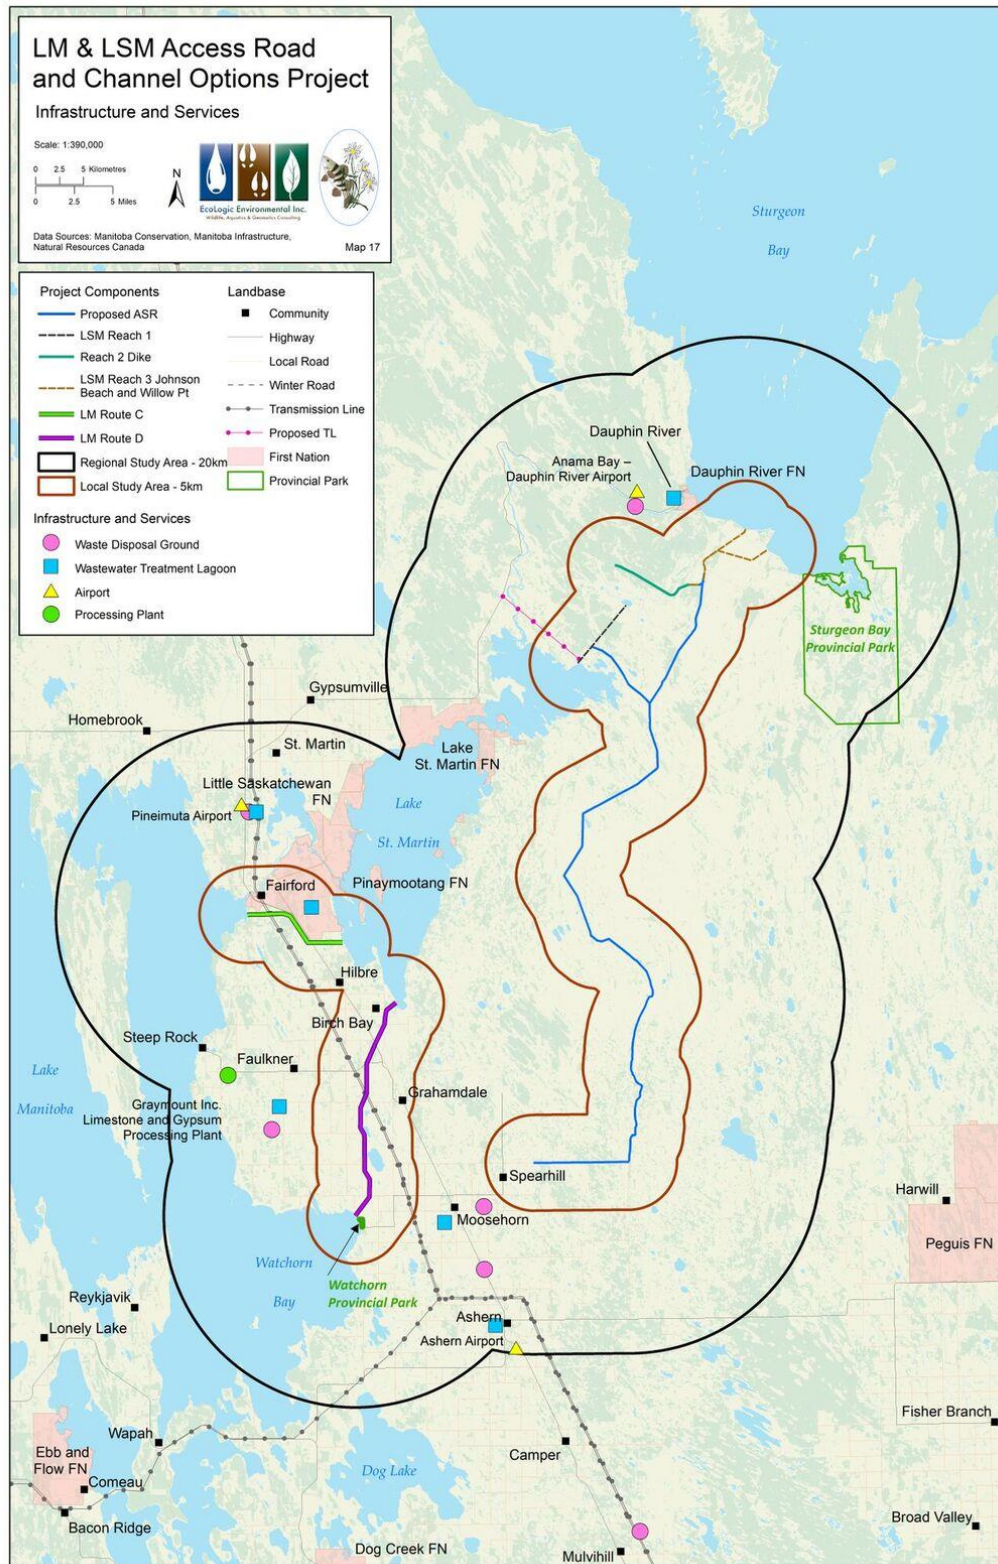 LM & LSM Access Road
and Channel Options Project
Infrastructure and Services
Scale: 1:390,000
0 2.5 5 Kilometres
0 2.5 5 Miles
N
EcoLogic Environmental Inc.
Wildlife, Aquatics & Geomatics Consulting
Data Sources: Manitoba Conservation, Manitoba Infrastructure,
Natural Resources Canada
Map 17
Project Components
Proposed ASR
LSM Reach 1
Reach 2 Dike
LSM Reach 3 Johnson
Beach and Willow Pt
LM Route C
LM Route D
Regional Study Area - 20km
Local Study Area - 5km
Landbase
Community
Highway
Local Road
Winter Road
Transmission Line
Proposed TL
First Nation
Provincial Park
Infrastructure and Services
Waste Disposal Ground
Wastewater Treatment Lagoon
Airport
Processing Plant
Sturgeon
Bay
Dauphin River
Anama Bay –
Dauphin River Airport
Dauphin River FN
Sturgeon Bay
Provincial Park
Gypsumville
Homebrook
St. Martin
Lake
St. Martin FN
Little Saskatchewan
FN
Pineimuta Airport
Lake
St. Martin
Fairford
Pinaymootang FN
Hilbre
Birch Bay
Steep Rock
Faulkner
Lake
Manitoba
Grahamdale
Graymount Inc.
Limestone and Gypsum
Processing Plant
Spearhill
Moosehorn
Harwill
Peguis FN
Watchorn
Bay
Watchorn
Provincial Park
Reykjavik
Lonely Lake
Ashern
Ashern Airport
Fisher Branch
Wapah
Camper
Ebb and
Flow FN
Comeau
Dog Lake
Bacon Ridge
Broad Valley
Dog Creek FN
Mulvihill